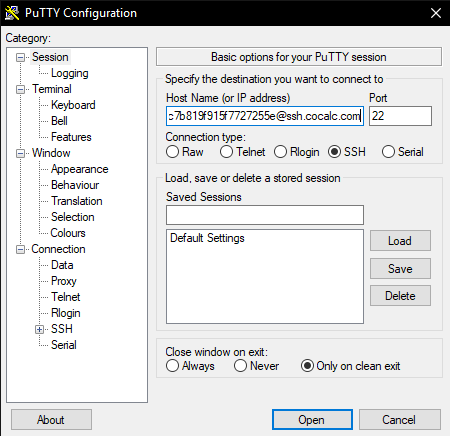 PuTTY Configuration
Category:
Session
Logging
Terminal
Keyboard
Bell
Features
Window
Appearance
Behaviour
Translation
Selection
Colours
Connection
Data
Proxy
Telnet
Rlogin
SSH
Serial
Basic options for your PuTTY session
Specify the destination you want to connect to
Host Name (or IP address) Port
c7b819f915f7727255e@ssh.cocalc.com 22
Connection type:
Raw Telnet Rlogin SSH Serial
Load, save or delete a stored session
Saved Sessions
Default Settings
Load
Save
Delete
Close window on exit:
Always Never Only on clean exit
About Open Cancel